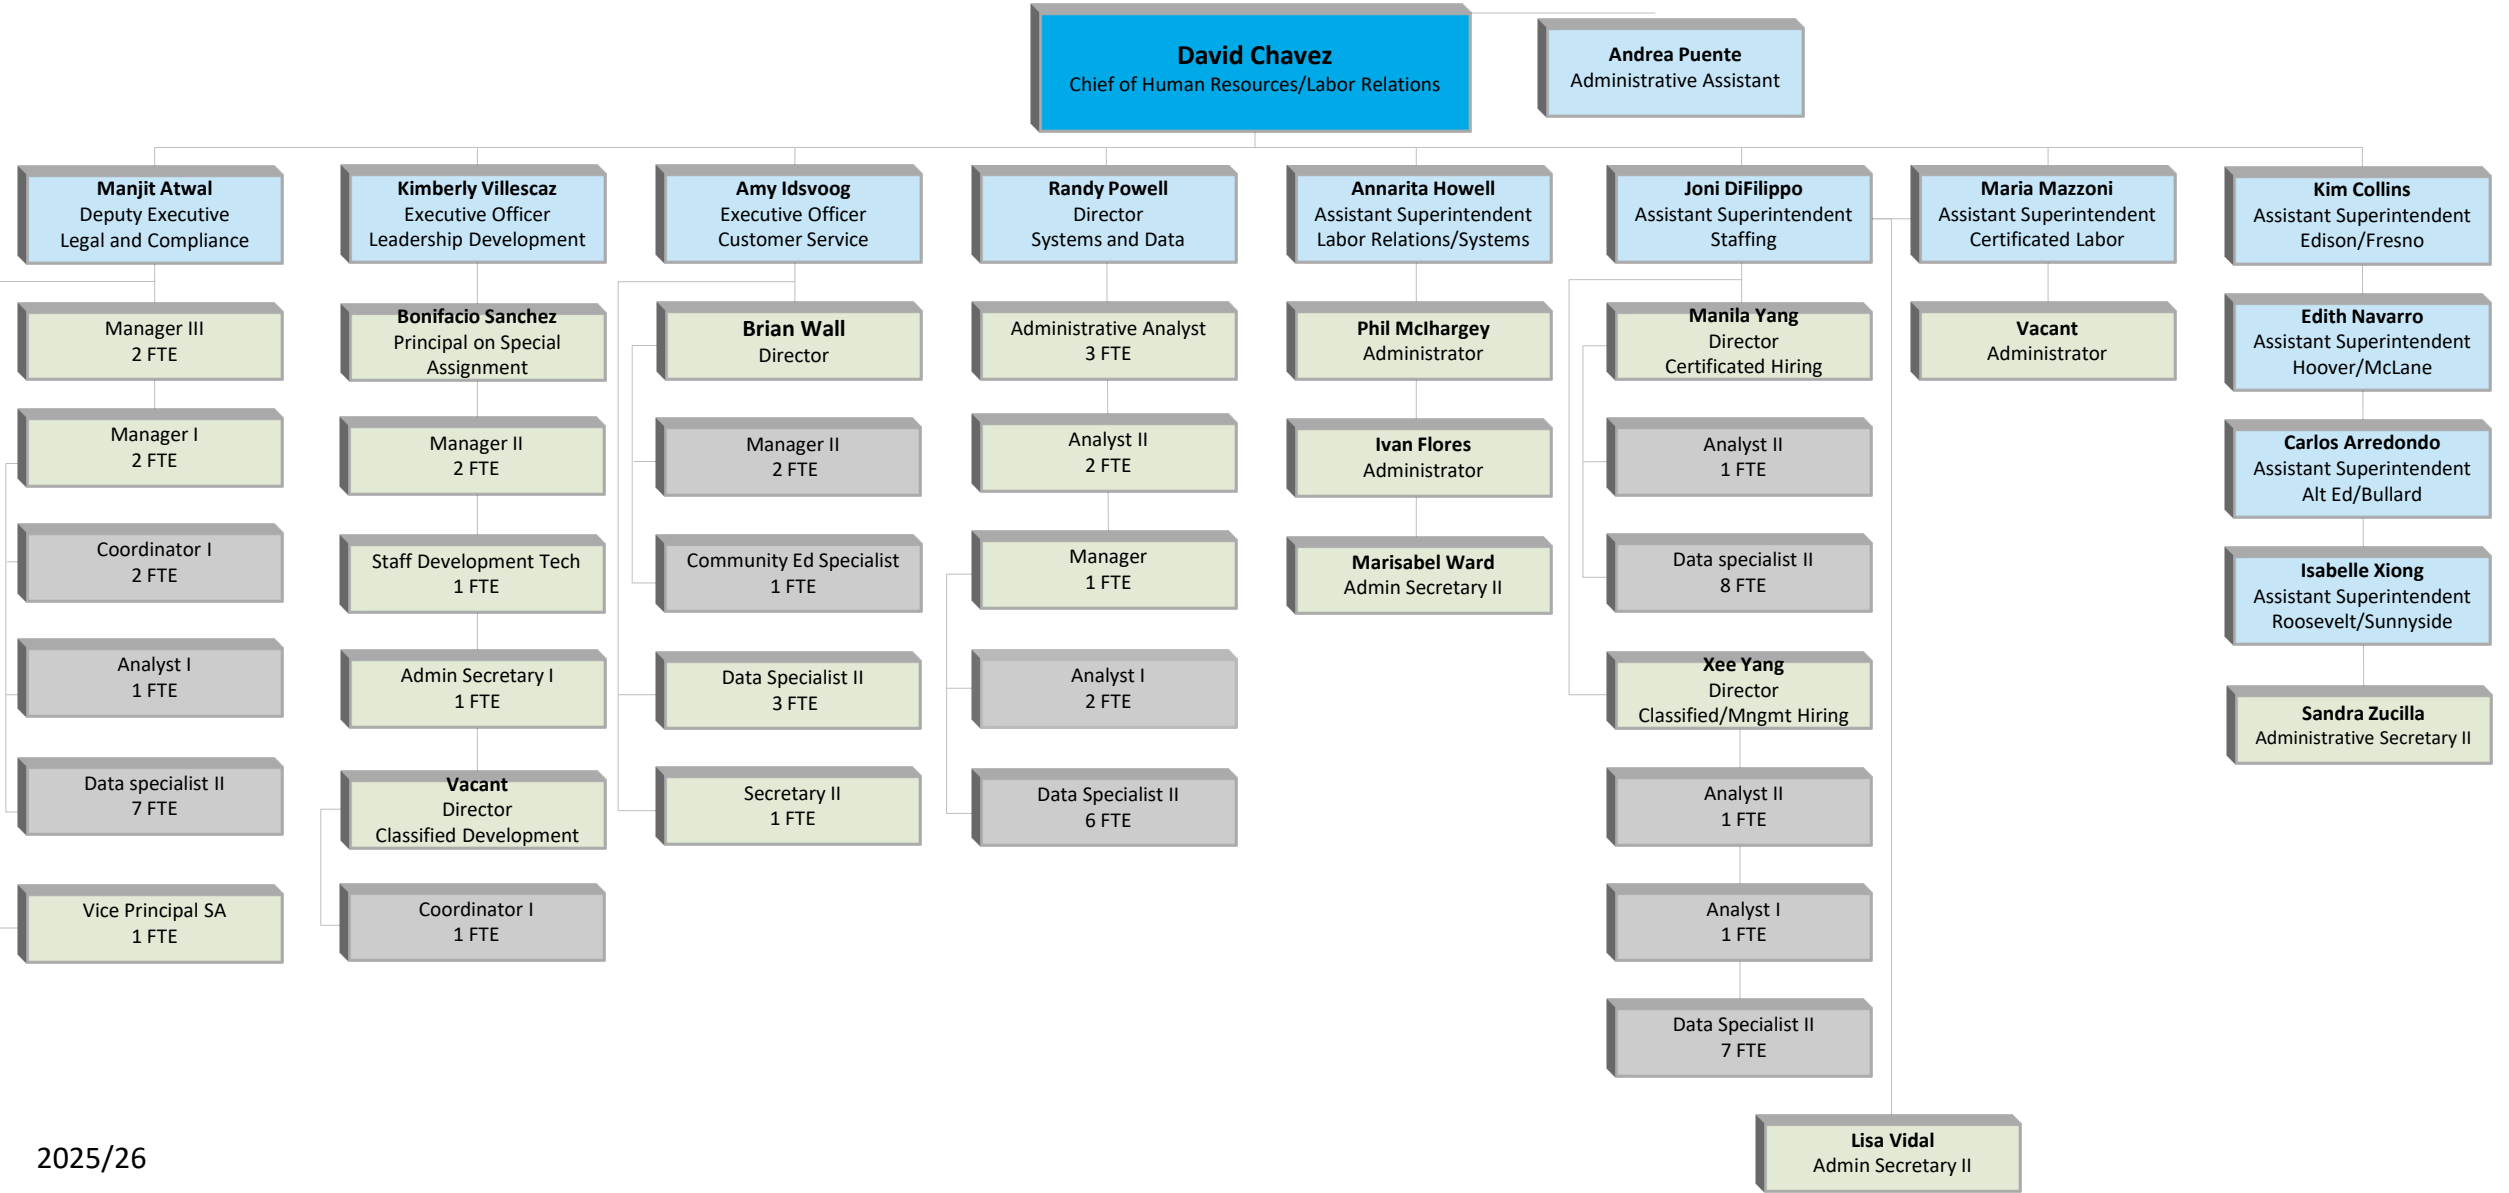 David Chavez
Chief of Human Resources/Labor Relations
Andrea Puente
Administrative Assistant
Manjit Atwal
Deputy Executive
Legal and Compliance
Manager III
2 FTE
Manager I
2 FTE
Coordinator I
2 FTE
Analyst I
1 FTE
Data specialist II
7 FTE
Vice Principal SA
1 FTE
Kimberly Villescaz
Executive Officer
Leadership Development
Bonifacio Sanchez
Principal on Special
Assignment
Manager II
2 FTE
Staff Development Tech
1 FTE
Admin Secretary I
1 FTE
Vacant
Director
Classified Development
Coordinator I
1 FTE
Amy Idsvoog
Executive Officer
Customer Service
Brian Wall
Director
Manager II
2 FTE
Community Ed Specialist
1 FTE
Data Specialist II
3 FTE
Secretary II
1 FTE
Randy Powell
Director
Systems and Data
Administrative Analyst
3 FTE
Analyst II
2 FTE
Manager
1 FTE
Analyst I
2 FTE
Data Specialist II
6 FTE
Annarita Howell
Assistant Superintendent
Labor Relations/Systems
Phil McIhargey
Administrator
Ivan Flores
Administrator
Marisabel Ward
Admin Secretary II
Joni DiFilippo
Assistant Superintendent
Staffing
Manila Yang
Director
Certificated Hiring
Analyst II
1 FTE
Data specialist II
8 FTE
Xee Yang
Director
Classified/Mngmt Hiring
Analyst II
1 FTE
Analyst I
1 FTE
Data Specialist II
7 FTE
Maria Mazzoni
Assistant Superintendent
Certificated Labor
Vacant
Administrator
Lisa Vidal
Admin Secretary II
Kim Collins
Assistant Superintendent
Edison/Fresno
Edith Navarro
Assistant Superintendent
Hoover/McLane
Carlos Arredondo
Assistant Superintendent
Alt Ed/Bullard
Isabelle Xiong
Assistant Superintendent
Roosevelt/Sunnyside
Sandra Zucilla
Administrative Secretary II
2025/26